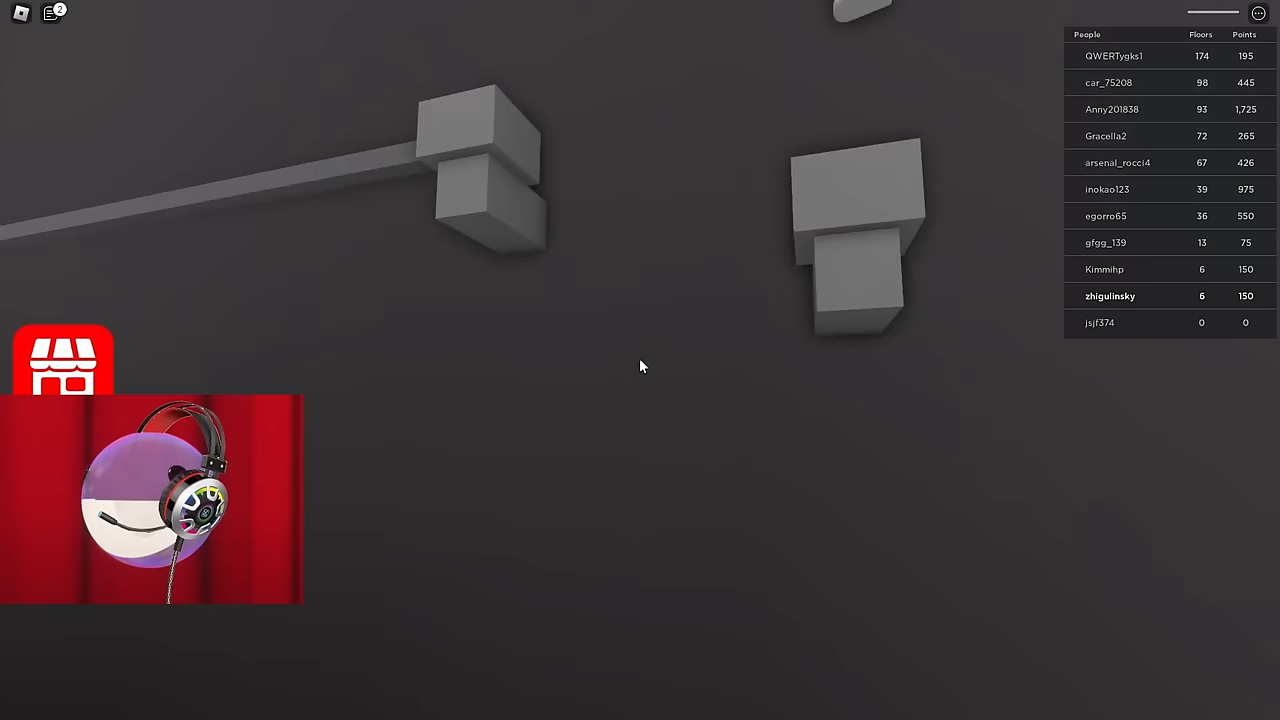 2
People Floors Points
QWERTygks1 174 195
car_75208 98 445
Anny201838 93 1,725
Gracella2 72 265
arsenal_rocci4 67 426
inokao123 39 975
egorro65 36 550
gfgg_139 13 75
Kimmihp 6 150
zhigulinsky 6 150
jsjf374 0 0